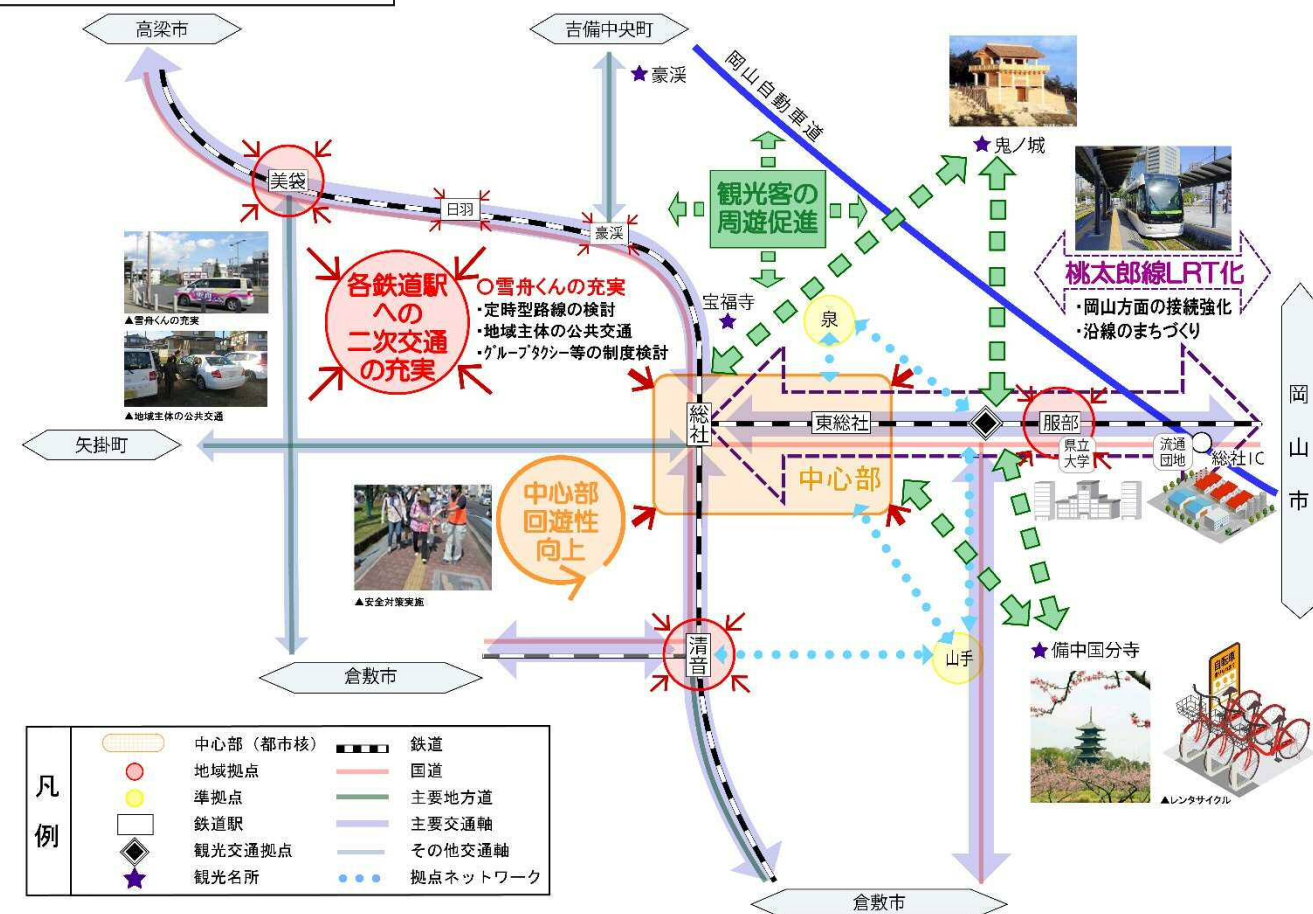 高梁市
吉備中央町
★豪渓
岡山自動車道
★鬼ノ城
美袋
日羽
豪渓
観光客の
周遊促進
桃太郎線LRT化
・岡山方面の接続強化
・沿線のまちづくり
▲雪舟くんの充実
▲地域主体の公共交通
各鉄道駅
への
二次交通
の充実
○雪舟くんの充実
・定時型路線の検討
・地域主体の公共交通
・グループタクシー等の制度検討
宝福寺
★
泉
岡山市
矢掛町
総社
東総社
服部
県立
大学
流通
団地
総社IC
中心部
中心部
回遊性
向上
▲安全対策実施
清音
山手
倉敷市
★備中国分寺
自転車
▲レンタサイクル
倉敷市
凡例
中心部（都市核）
地域拠点
準拠点
鉄道駅
観光交通拠点
観光名所
鉄道
国道
主要地方道
主要交通軸
その他交通軸
拠点ネットワーク